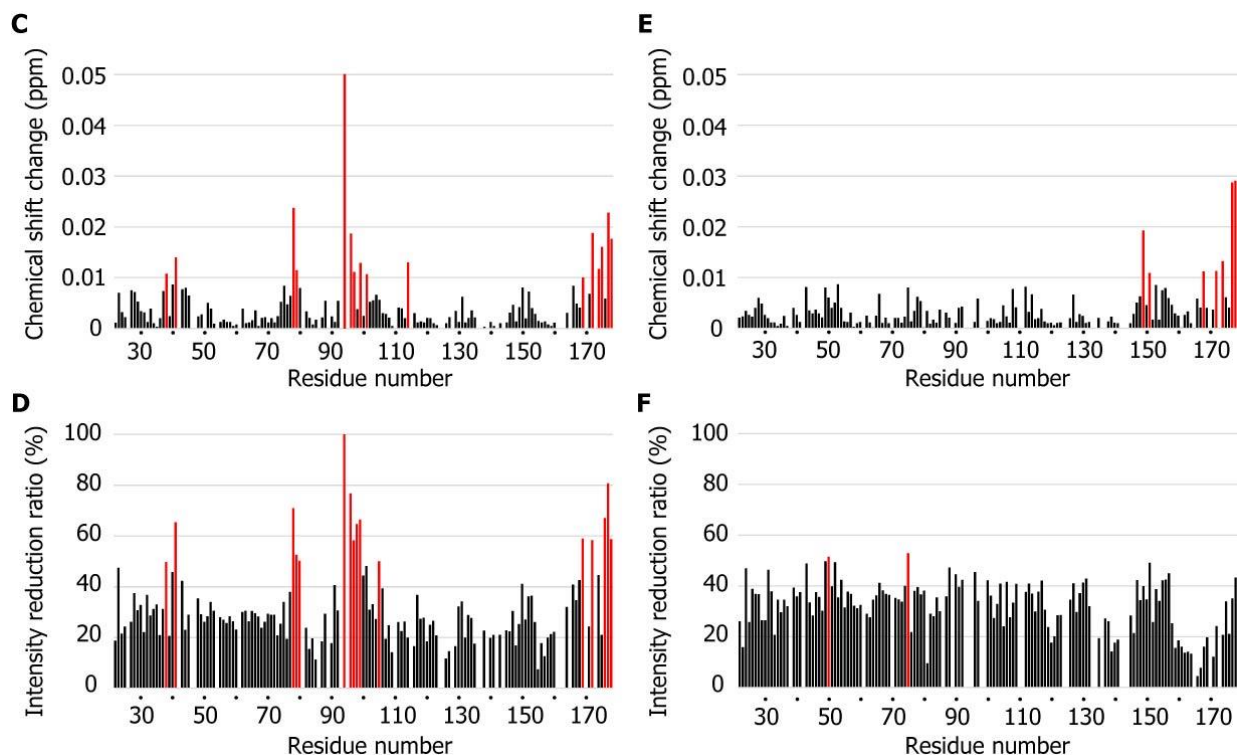 C
Chemical shift change (ppm)
0.05
0.04
0.03
0.02
0.01
0
30 50 70 90 110 130 150 170
Residue number
E
Chemical shift change (ppm)
0.05
0.04
0.03
0.02
0.01
0
30 50 70 90 110 130 150 170
Residue number
D
Intensity reduction ratio (%)
100
80
60
40
20
0
30 50 70 90 110 130 150 170
Residue number
F
Intensity reduction ratio (%)
100
80
60
40
20
0
30 50 70 90 110 130 150 170
Residue number